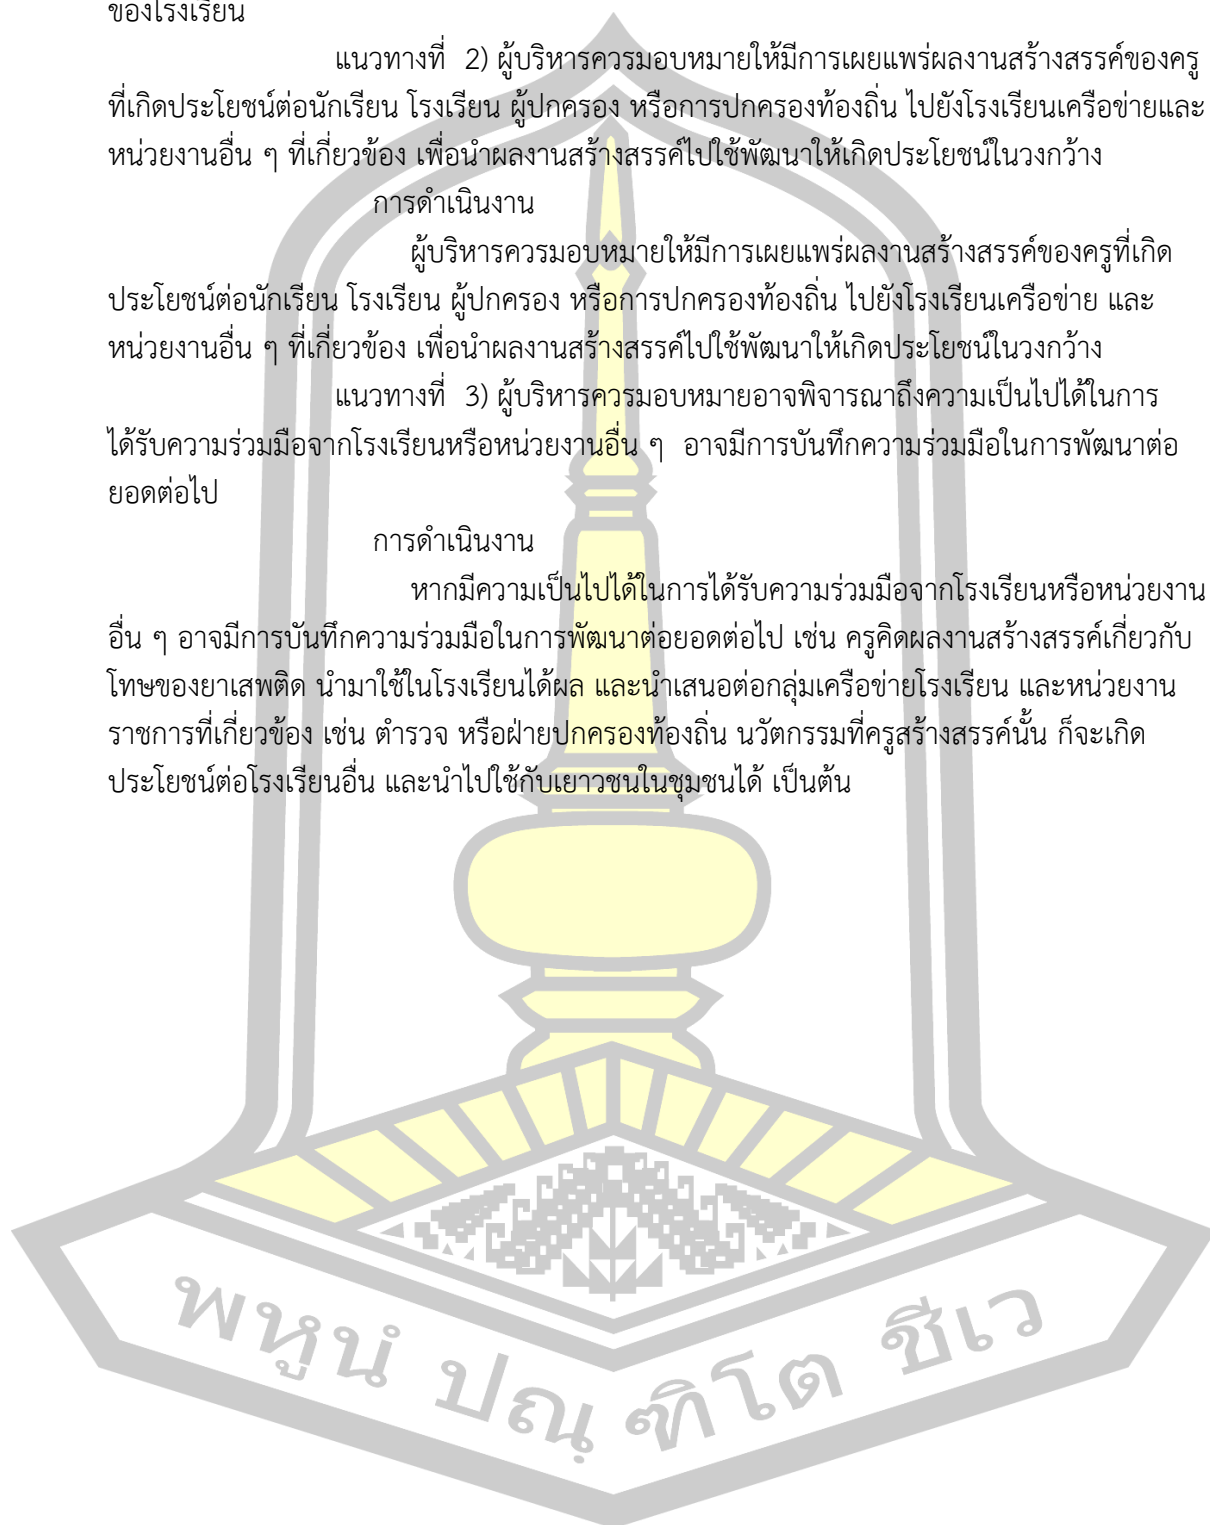 ของโรงเรียน
แนวทางที่ 2) ผู้บริหารควรมอบหมายให้มีการเผยแพร่ผลงานสร้างสรรค์ของครู
ที่เกิดประโยชน์ต่อนักเรียน โรงเรียน ผู้ปกครอง หรือการปกครองท้องถิ่น ไปยังโรงเรียนเครือข่ายและ
หน่วยงานอื่น ๆ ที่เกี่ยวข้อง เพื่อนำผลงานสร้างสรรค์ไปใช้พัฒนาให้เกิดประโยชน์ในวงกว้าง
การดำเนินงาน
ผู้บริหารควรมอบหมายให้มีการเผยแพร่ผลงานสร้างสรรค์ของครูที่เกิด
ประโยชน์ต่อนักเรียน โรงเรียน ผู้ปกครอง หรือการปกครองท้องถิ่น ไปยังโรงเรียนเครือข่าย และ
หน่วยงานอื่น ๆ ที่เกี่ยวข้อง เพื่อนำผลงานสร้างสรรค์ไปใช้พัฒนาให้เกิดประโยชน์ในวงกว้าง
แนวทางที่ 3) ผู้บริหารควรมอบหมายอาจพิจารณาถึงความเป็นไปได้ในการ
ได้รับความร่วมมือจากโรงเรียนหรือหน่วยงานอื่น ๆ อาจมีการบันทึกความร่วมมือในการพัฒนาต่อ
ยอดต่อไป
การดำเนินงาน
หากมีความเป็นไปได้ในการได้รับความร่วมมือจากโรงเรียนหรือหน่วยงาน
อื่น ๆ อาจมีการบันทึกความร่วมมือในการพัฒนาต่อยอดต่อไป เช่น ครูคิดผลงานสร้างสรรค์เกี่ยวกับ
โทษของยาเสพติด นำมาใช้ในโรงเรียนได้ผล และนำเสนอต่อกลุ่มเครือข่ายโรงเรียน และหน่วยงาน
ราชการที่เกี่ยวข้อง เช่น ตำรวจ หรือฝ่ายปกครองท้องถิ่น นวัตกรรมที่ครูสร้างสรรค์นั้น ก็จะเกิด
ประโยชน์ต่อโรงเรียนอื่น และนำไปใช้กับเยาวชนในชุมชนได้ เป็นต้น
พหูนํ ปณฺฑิโต ชีเว